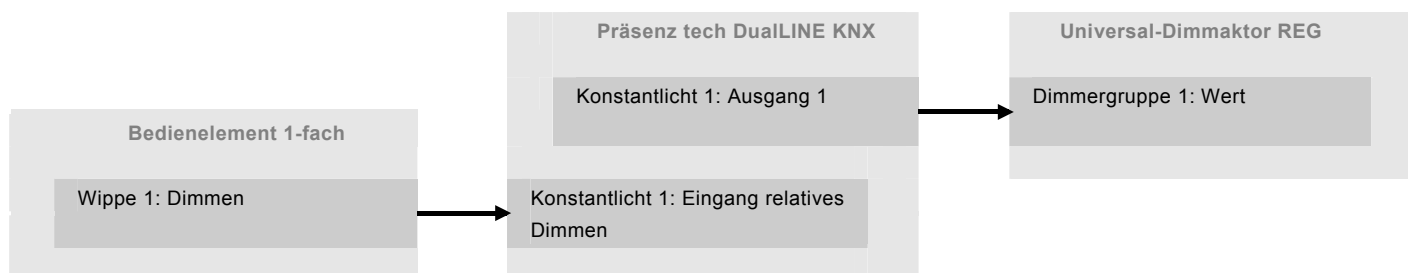 Präsenz tech DualLINE KNX
Universal-Dimmaktor REG
Konstantlicht 1: Ausgang 1
Dimmergruppe 1: Wert
Bedienelement 1-fach
Wippe 1: Dimmen
Konstantlicht 1: Eingang relatives
Dimmen